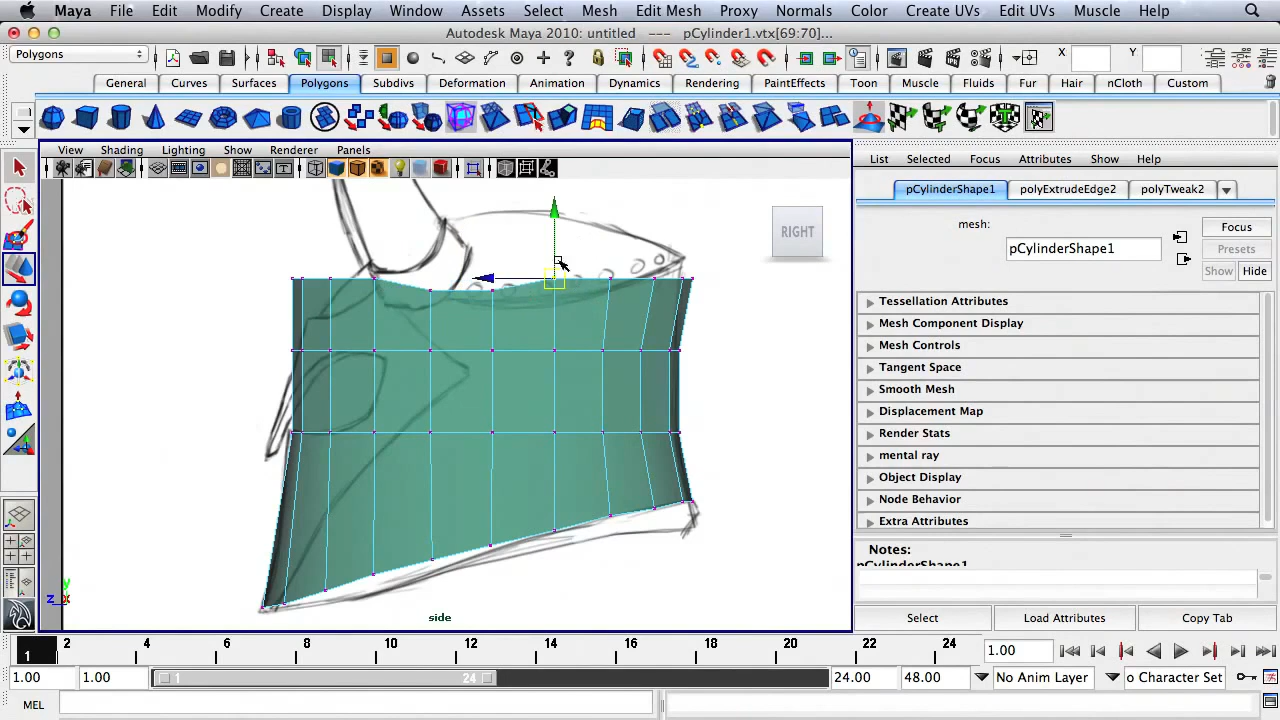 Maya File Edit Modify Create Display Window Assets Select Mesh Edit Mesh Proxy Normals Color Create UVs Edit UVs Muscle Help
Autodesk Maya 2010: untitled --- pCylinder1.vtx[69:70]...
Polygons X Y
General Curves Surfaces Polygons Subdivs Deformation Animation Dynamics Rendering PaintEffects Toon Muscle Fluids Fur Hair nCloth Custom
View Shading Lighting Show Renderer Panels
List Selected Focus Attributes Show Help
pCylinderShape1 polyExtrudeEdge2 polyTweak2
mesh: pCylinderShape1
Focus
Presets
Show Hide
RIGHT
Tessellation Attributes
Mesh Component Display
Mesh Controls
Tangent Space
Smooth Mesh
Displacement Map
Render Stats
mental ray
Object Display
Node Behavior
Extra Attributes
Notes:
pCylinderShape1
y
z x
side
Select Load Attributes Copy Tab
1 2 4 6 8 10 12 14 16 18 20 22 24
1.00
1.00 1.00 1 24 24.00 48.00 No Anim Layer o Character Set
MEL